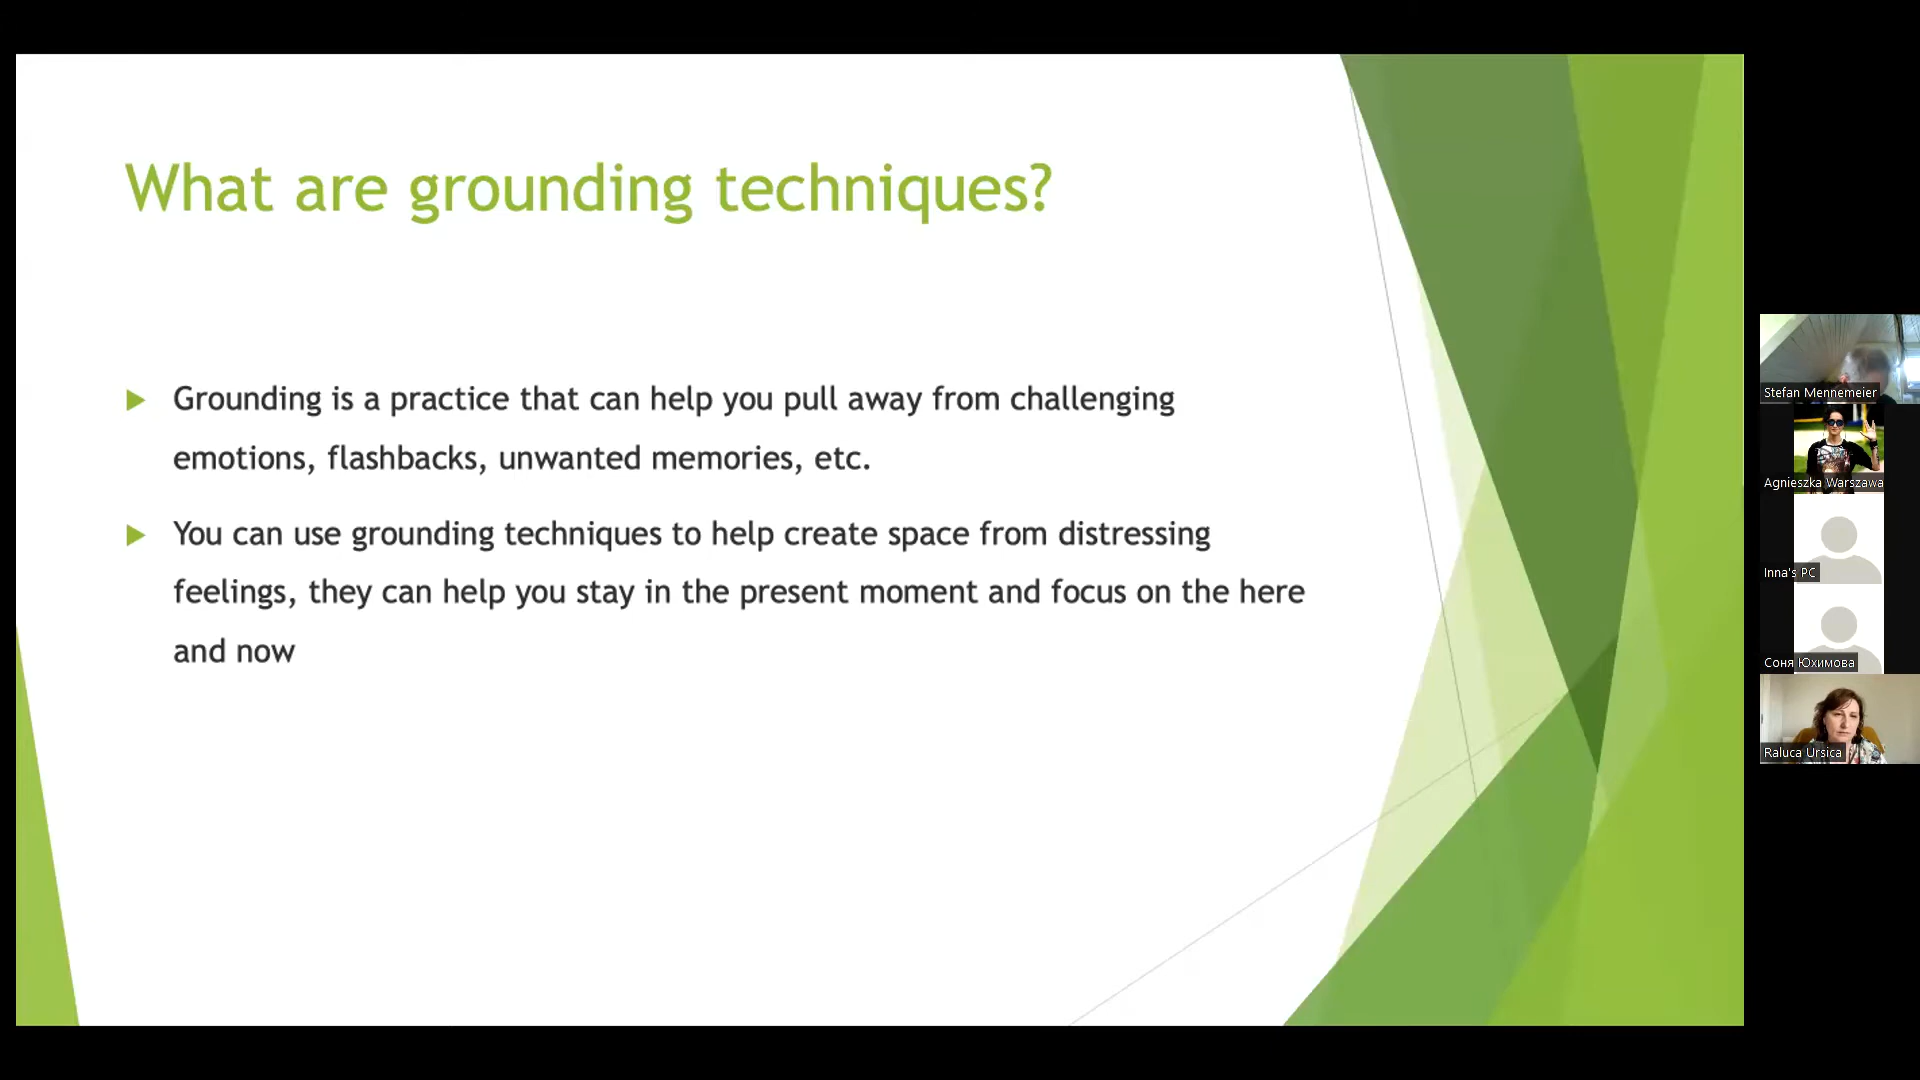 What are grounding techniques?
Grounding is a practice that can help you pull away from challenging
emotions, flashbacks, unwanted memories, etc.
You can use grounding techniques to help create space from distressing
feelings, they can help you stay in the present moment and focus on the here
and now
Stefan Mennemeier
Agnieszka Warszawa
Inna's PC
Соня Юхимова
Raluca Ursica